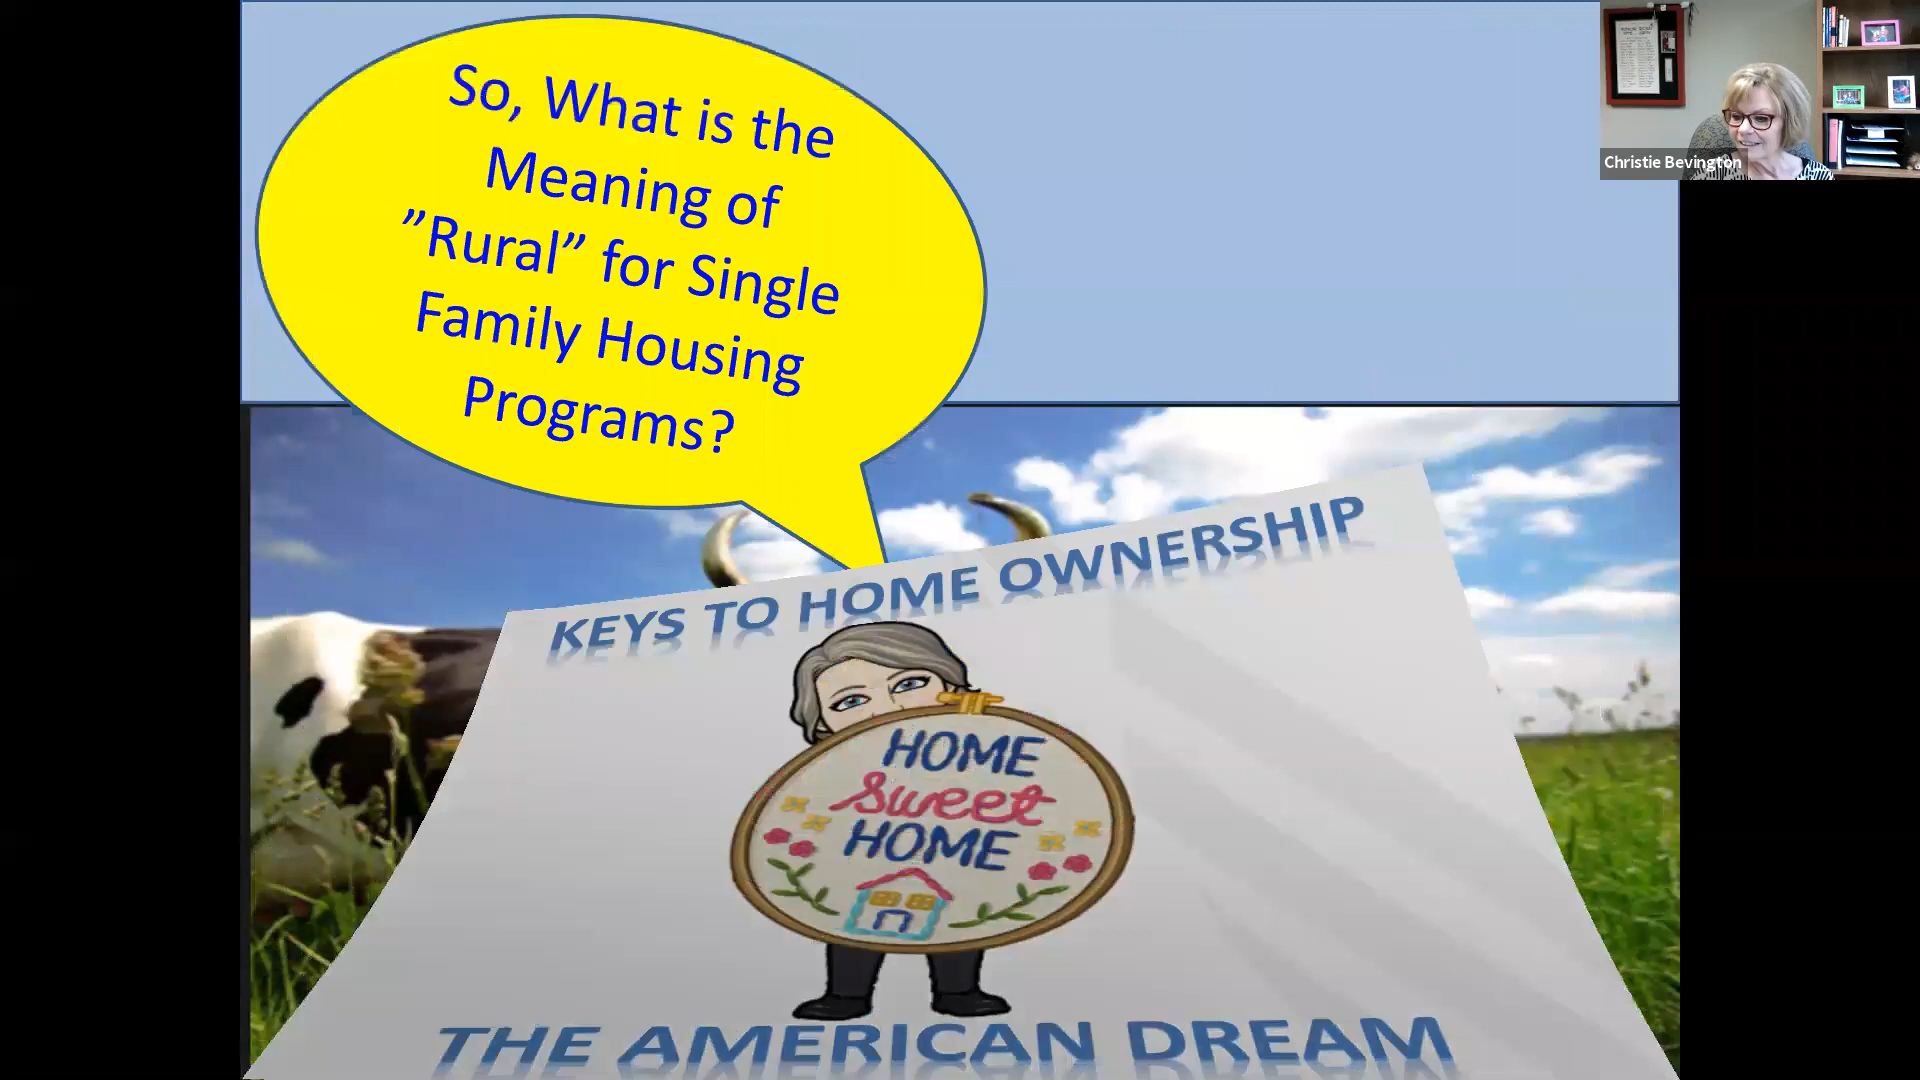 So, What is the
Meaning of
”Rural” for Single
Family Housing
Programs?
Christie Bevington
KEYS TO HOME OWNERSHIP
HOME
Sweet
HOME
THE AMERICAN DREAM